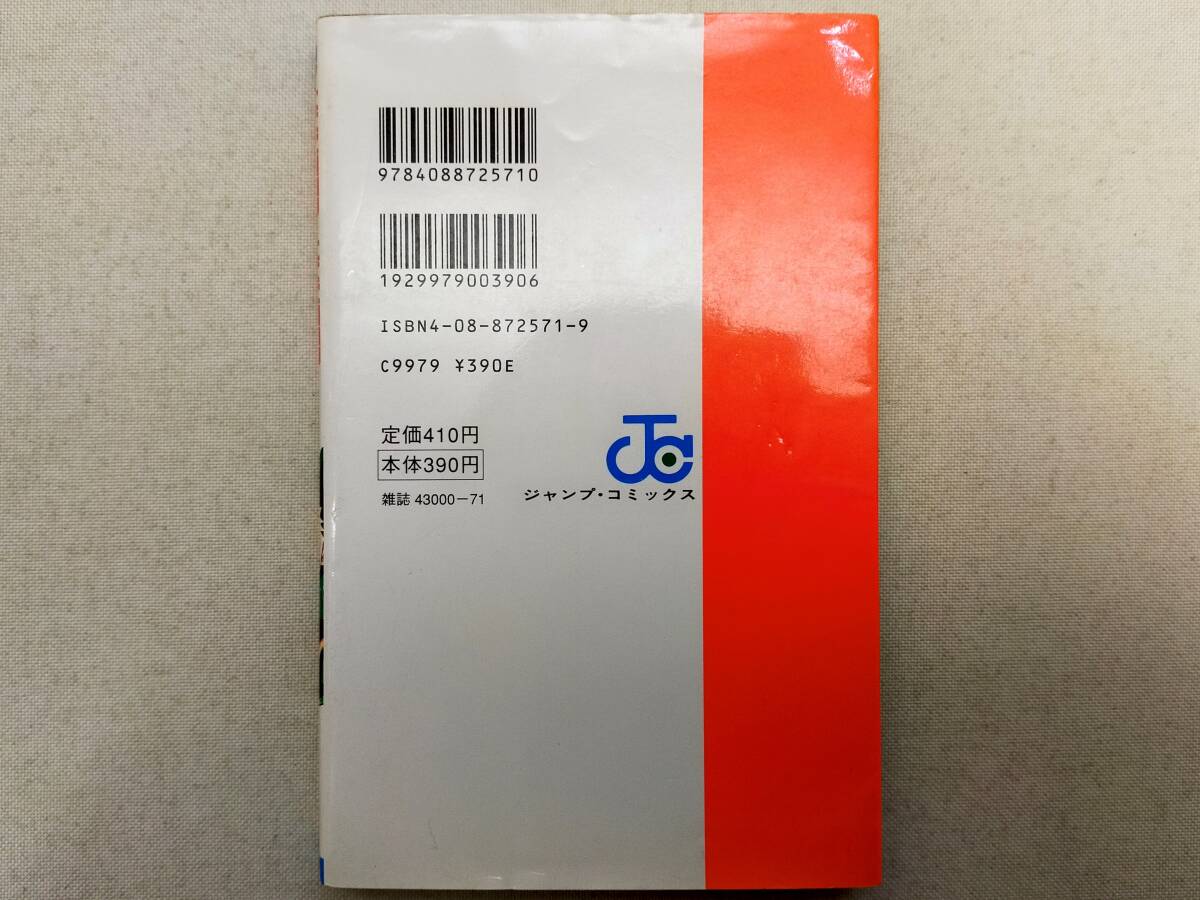 9784088725710
1929979003906
ISBN4-08-872571-9
C9979 ¥390E
定価410円
本体390円
雑誌 43000-71
JC
ジャンプ・コミックス